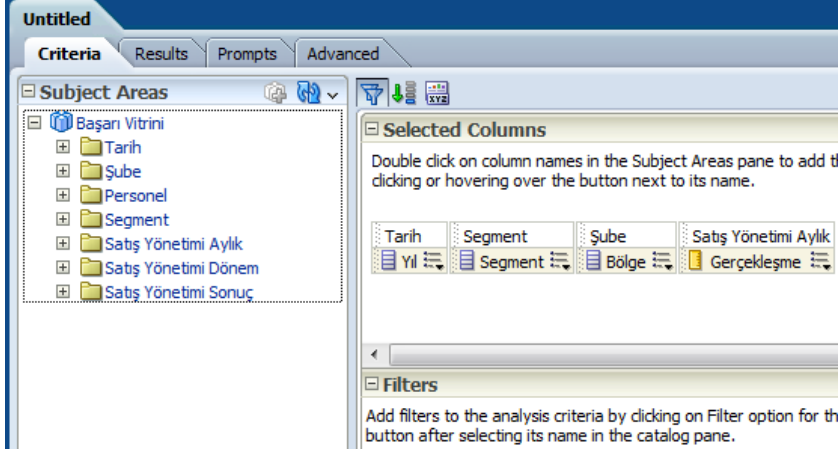 Untitled
Criteria
Results
Prompts
Advanced
Subject Areas
Başarı Vitrini
Tarih
Şube
Personel
Segment
Satış Yönetimi Aylık
Satış Yönetimi Dönem
Satış Yönetimi Sonuç
XYZ
Selected Columns
Double click on column names in the Subject Areas pane to add
clicking or hovering over the button next to its name.
Tarih Segment Şube Satış Yönetimi Aylık
Yıl Segment Bölge Gerçekleşme
Filters
Add filters to the analysis criteria by clicking on Filter option for
button after selecting its name in the catalog pane.